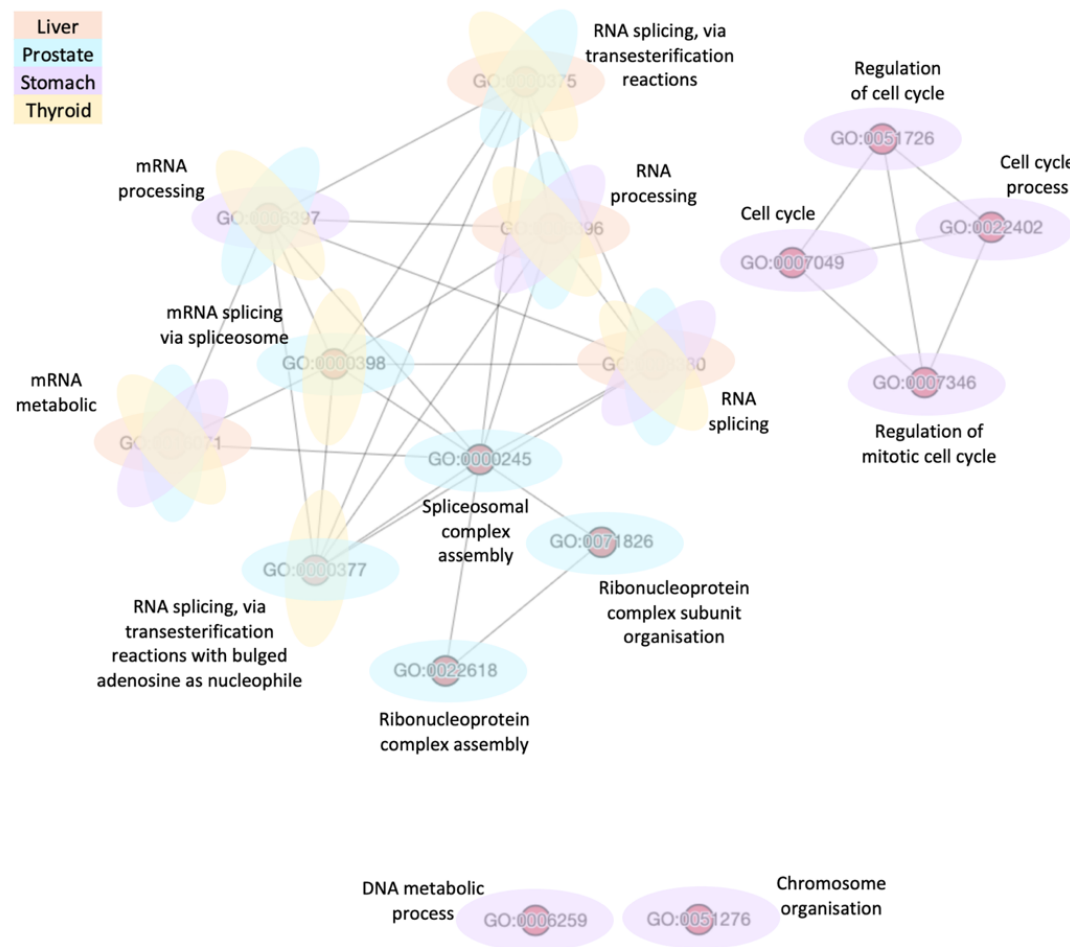 Liver
Prostate
Stomach
Thyroid
RNA splicing, via
transesterification
reactions
Regulation
of cell cycle
GO:0051726
Cell cycle
process
GO:0022402
Cell cycle
GO:0007049
GO:0007346
Regulation of
mitotic cell cycle
mRNA
processing
GO:0006397
RNA
processing
mRNA splicing
via spliceosome
GO:0000398
RNA
splicing
mRNA
metabolic
GO:0000245
Spliceosomal
complex
assembly
GO:0071826
Ribonucleoprotein
complex subunit
organisation
GO:0000377
RNA splicing, via
transesterification
reactions with bulged
adenosine as nucleophile
GO:0022618
Ribonucleoprotein
complex assembly
DNA metabolic
process
GO:0006259
GO:0051276
Chromosome
organisation